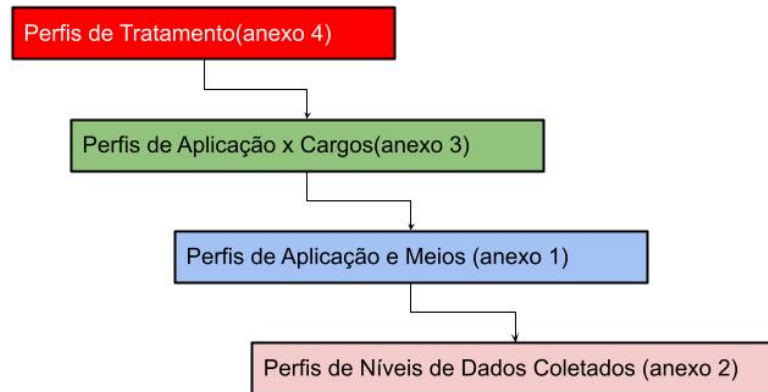 Perfis de Tratamento(anexo 4)
Perfis de Aplicação x Cargos(anexo 3)
Perfis de Aplicação e Meios (anexo 1)
Perfis de Níveis de Dados Coletados (anexo 2)